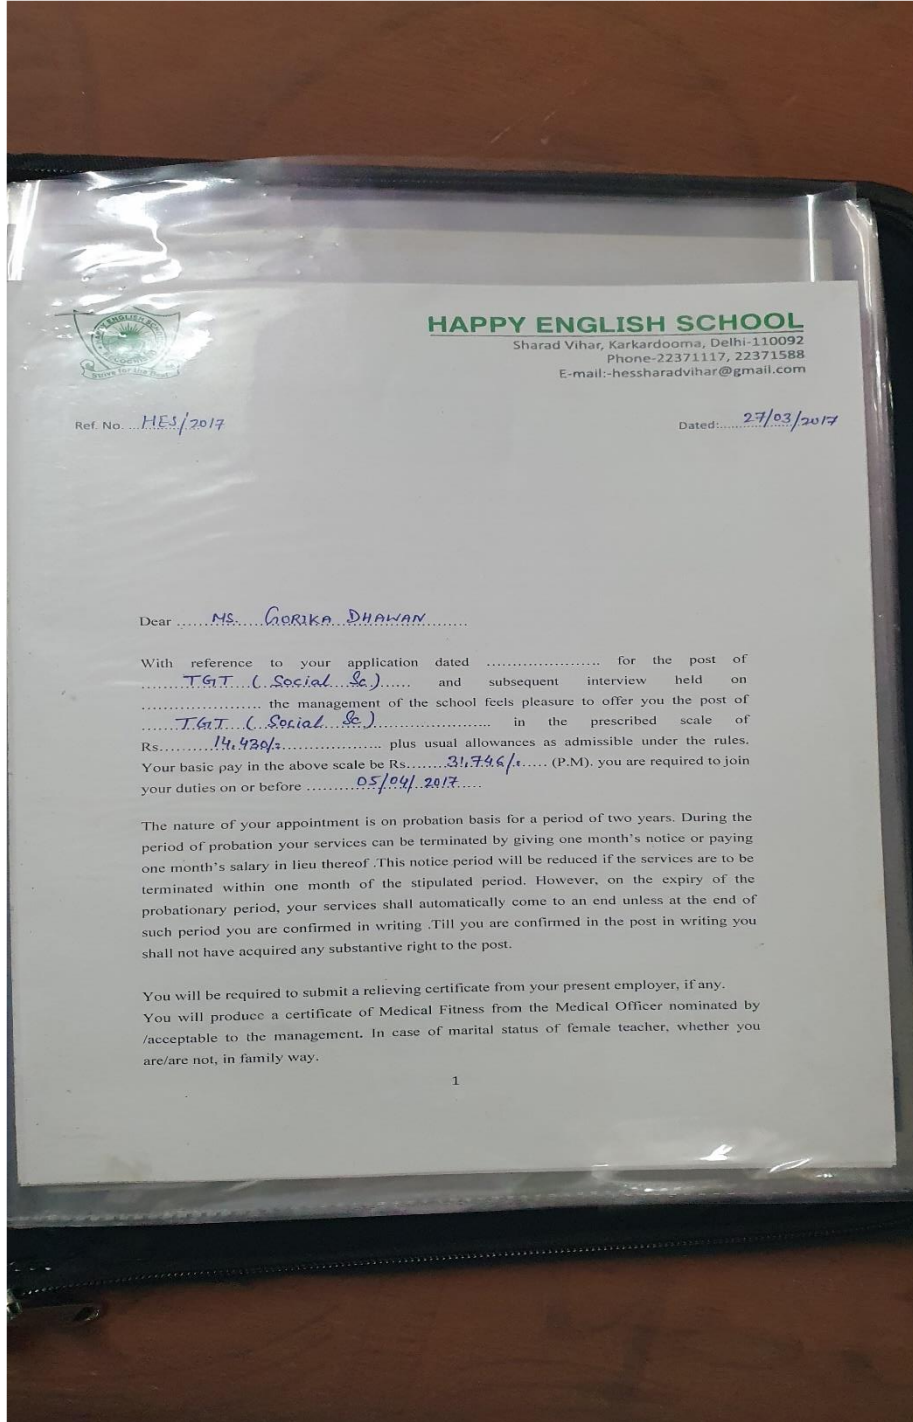 HAPPY ENGLISH SCHOOL
Sharad Vihar, Karkardooma, Delhi-110092
Phone-22371117, 22371588
E-mail:-hessharadvihar@gmail.com
Ref. No. ...HES/2017
Dated:.....27/03/2017
Dear ......MS. GORIKA DHAWAN.........
With reference to your application dated ..................... for the post of
.......TGT (Social Sc)...... and subsequent interview held on
...................... the management of the school feels pleasure to offer you the post of
......TGT (Social Sc)...................... in the prescribed scale of
Rs..........14,430/=.................. plus usual allowances as admissible under the rules.
Your basic pay in the above scale be Rs........31,746/=..... (P.M). you are required to join
your duties on or before .........05/04/2017.....
The nature of your appointment is on probation basis for a period of two years. During the
period of probation your services can be terminated by giving one month's notice or paying
one month's salary in lieu thereof .This notice period will be reduced if the services are to be
terminated within one month of the stipulated period. However, on the expiry of the
probationary period, your services shall automatically come to an end unless at the end of
such period you are confirmed in writing .Till you are confirmed in the post in writing you
shall not have acquired any substantive right to the post.
You will be required to submit a relieving certificate from your present employer, if any.
You will produce a certificate of Medical Fitness from the Medical Officer nominated by
/acceptable to the management. In case of marital status of female teacher, whether you
are/are not, in family way.
1